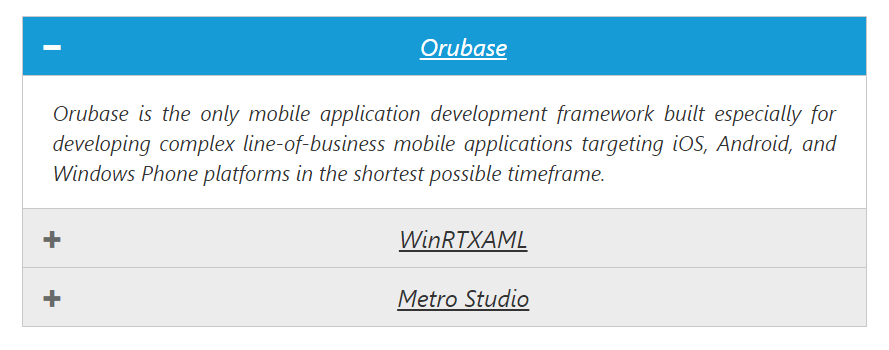 Orubase
Orubase is the only mobile application development framework built especially for
developing complex line-of-business mobile applications targeting iOS, Android, and
Windows Phone platforms in the shortest possible timeframe.
WinRTXAML
Metro Studio